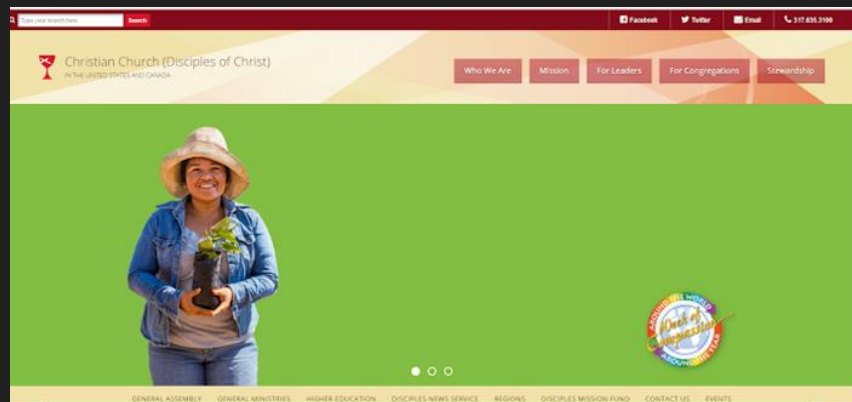 Type your search here Search Facebook Twitter Email 317.635.3100
Christian Church (Disciples of Christ)
IN THE UNITED STATES AND CANADA
Who We Are Mission For Leaders For Congregations Stewardship
AROUND THE WORLD
Week of
Compassion
AROUND THE YEAR
GENERAL ASSEMBLY GENERAL MINISTRIES HIGHER EDUCATION DISCIPLES NEWS SERVICE REGIONS DISCIPLES MISSION FUND CONTACT US EVENTS